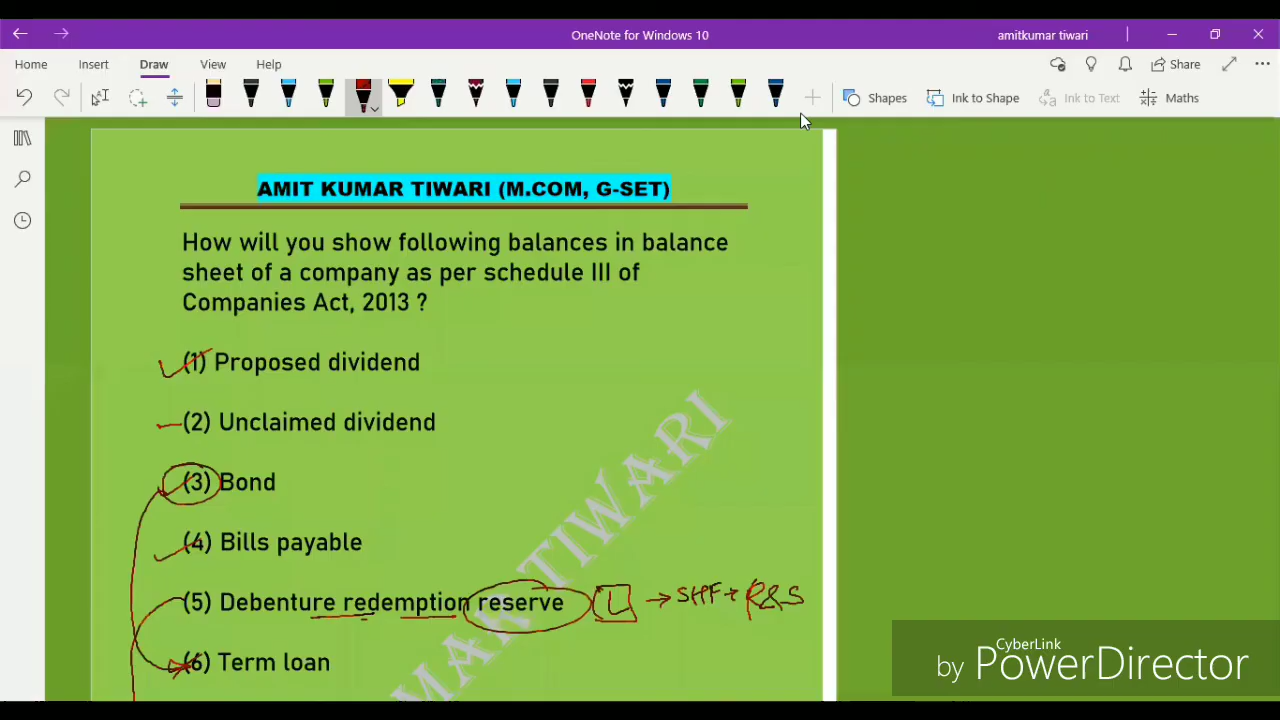 OneNote for Windows 10
amitkumar tiwari
Home Insert Draw View Help
Share
Shapes
Ink to Shape
Ink to Text
Maths
AMIT KUMAR TIWARI (M.COM, G-SET)
How will you show following balances in balance
sheet of a company as per schedule III of
Companies Act, 2013 ?
(1) Proposed dividend
(2) Unclaimed dividend
(3) Bond
(4) Bills payable
(5) Debenture redemption reserve L → SHF + R&S
(6) Term loan
MAR TIWARI
CyberLink
by PowerDirector